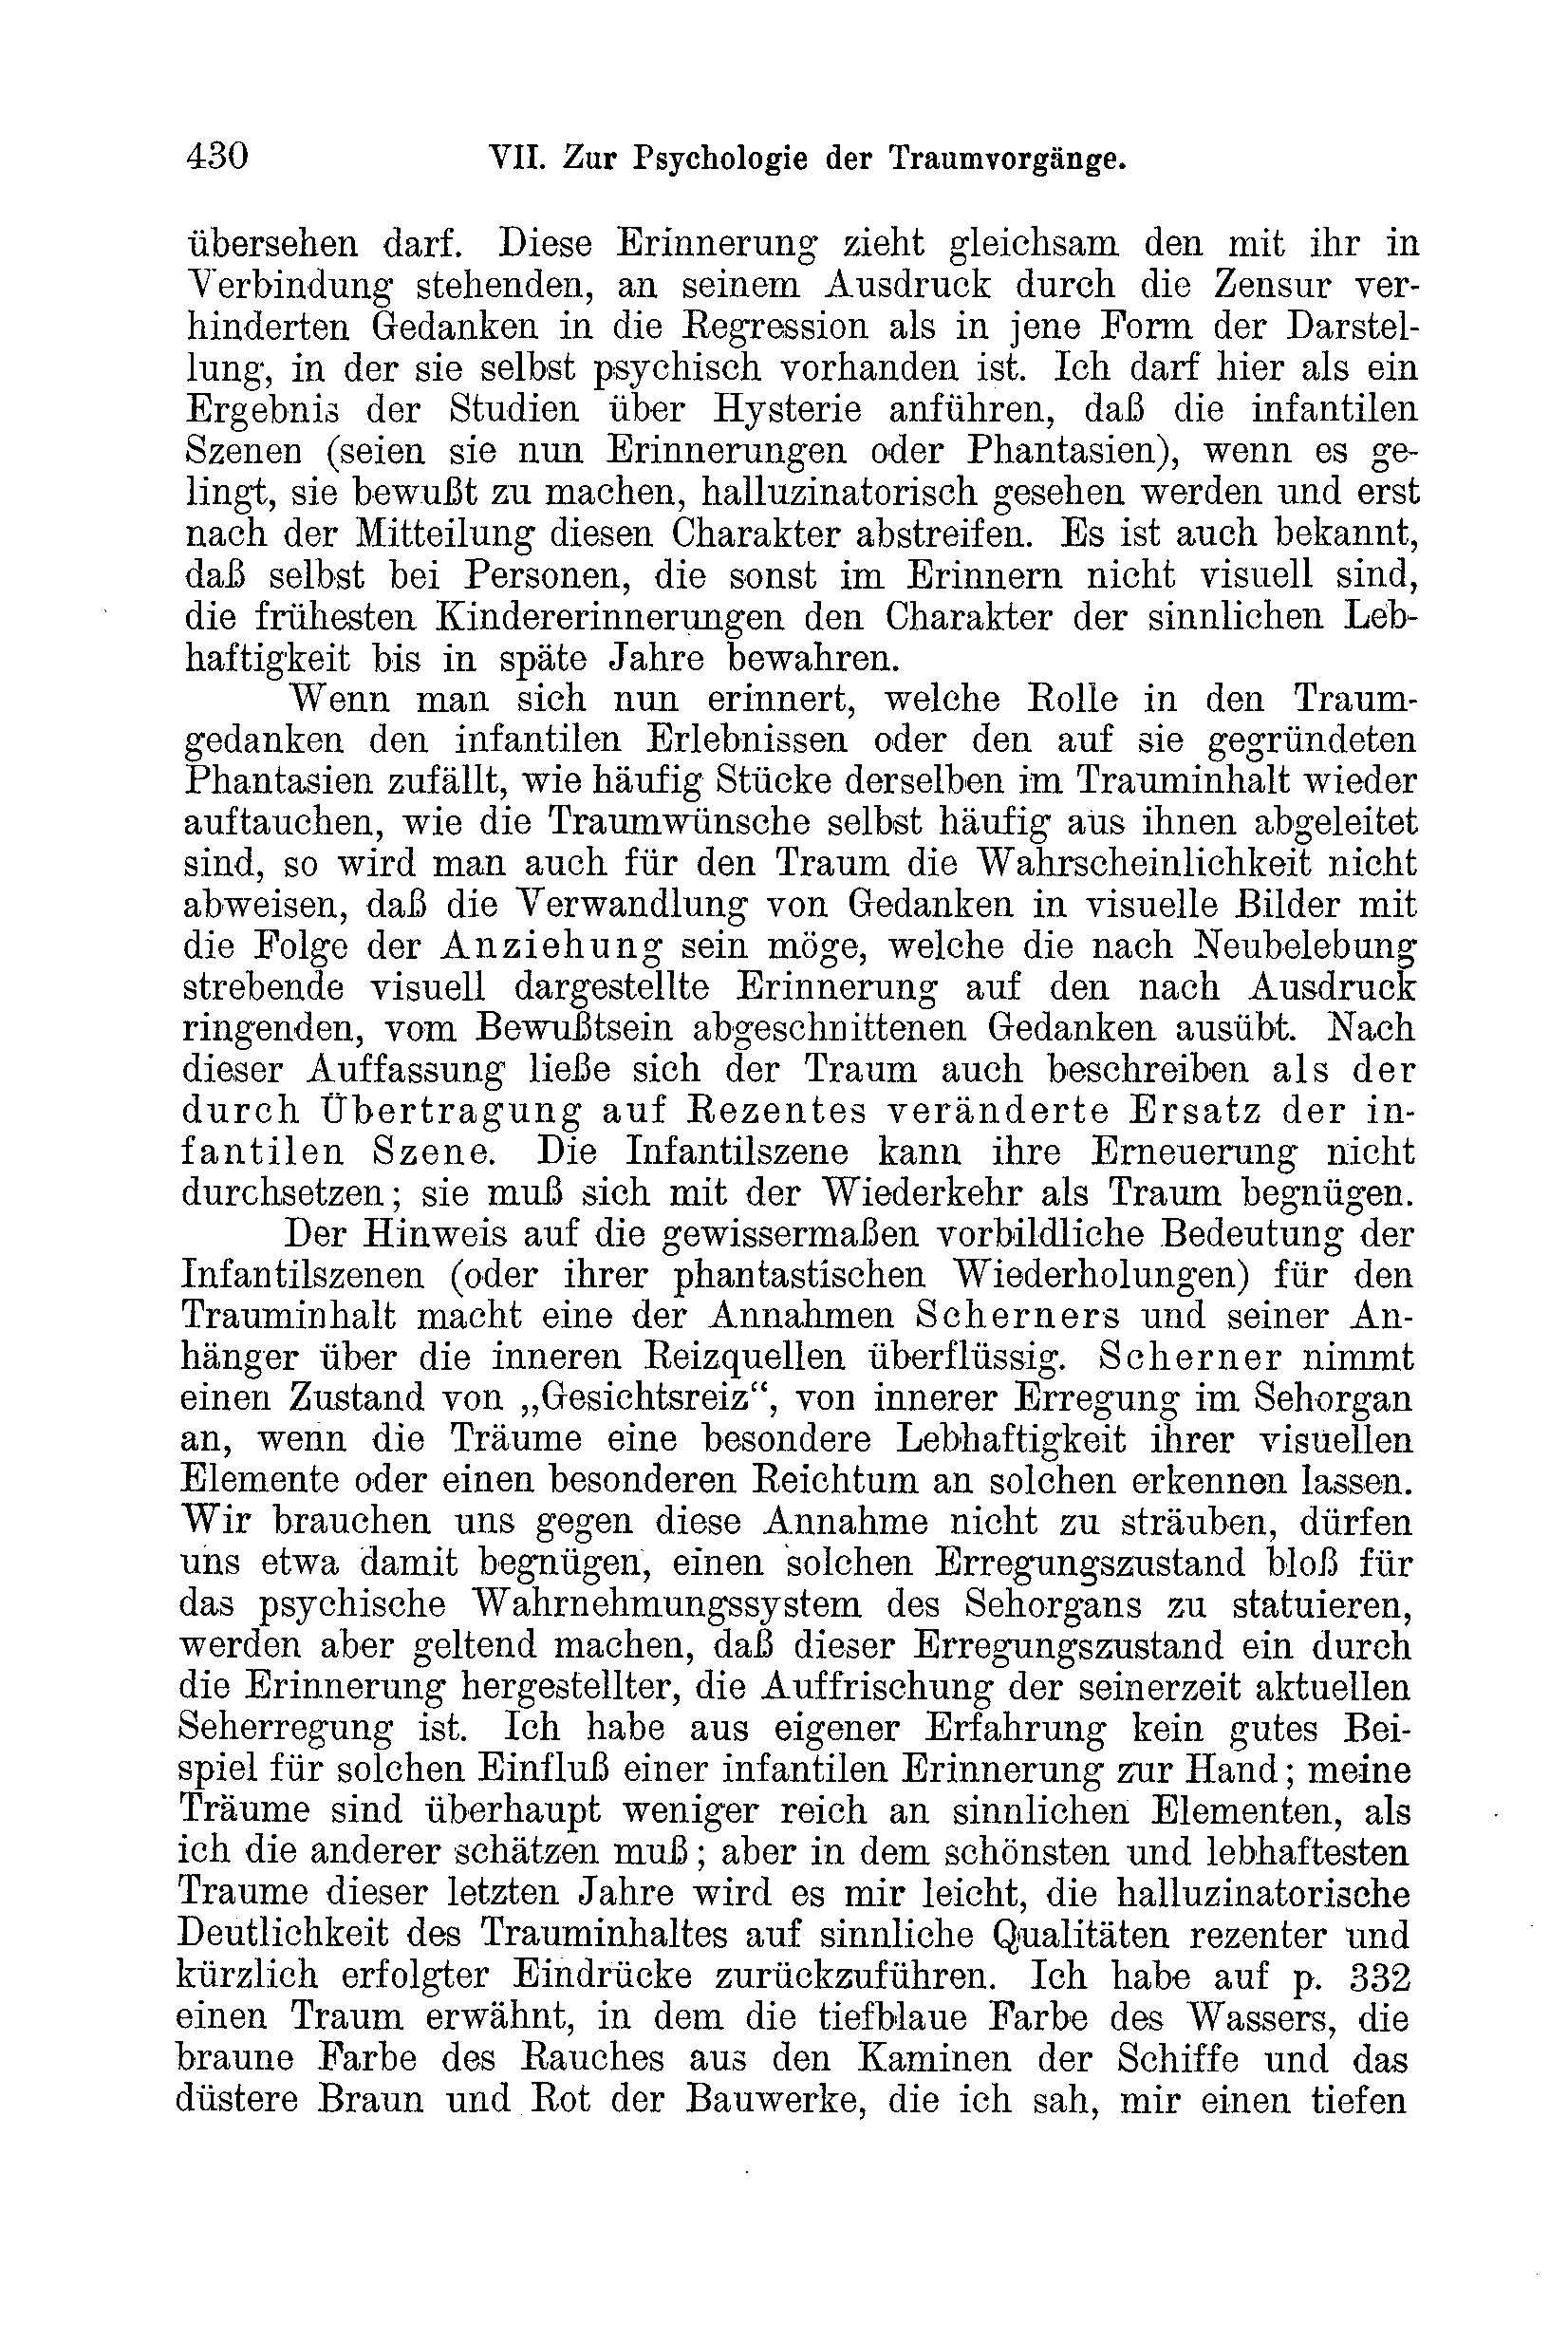 430 VII. Zur Psychologie der Traumvorgänge.
übersehen darf. Diese Erinnerung zieht gleichsam den mit ihr in
Verbindung stehenden, an seinem Ausdruck durch die Zensur ver-
hinderten Gedanken in die Regression als in jene Form der Darstel-
lung, in der sie selbst psychisch vorhanden ist. Ich darf hier als ein
Ergebnis der Studien über Hysterie anführen, daß die infantilen
Szenen (seien sie nun Erinnerungen oder Phantasien), wenn es ge-
lingt, sie bewußt zu machen, halluzinatorisch gesehen werden und erst
nach der Mitteilung diesen Charakter abstreifen. Es ist auch bekannt,
daß selbst bei Personen, die sonst im Erinnern nicht visuell sind,
die frühesten Kindererinnerungen den Charakter der sinnlichen Leb-
haftigkeit bis in späte Jahre bewahren.
Wenn man sich nun erinnert, welche Rolle in den Traum-
gedanken den infantilen Erlebnissen oder den auf sie gegründeten
Phantasien zufällt, wie häufig Stücke derselben im Trauminhalt wieder
auftauchen, wie die Traumwünsche selbst häufig aus ihnen abgeleitet
sind, so wird man auch für den Traum die Wahrscheinlichkeit nicht
abweisen, daß die Verwandlung von Gedanken in visuelle Bilder mit
die Folge der Anziehung sein möge, welche die nach Neubelebung
strebende visuell dargestellte Erinnerung auf den nach Ausdruck
ringenden, vom Bewußtsein abgeschnittenen Gedanken ausübt. Nach
dieser Auffassung ließe sich der Traum auch beschreiben als der
durch Übertragung auf Rezentes veränderte Ersatz der in-
fantilen Szene. Die Infantilszene kann ihre Erneuerung nicht
durchsetzen; sie muß sich mit der Wiederkehr als Traum begnügen.
Der Hinweis auf die gewissermaßen vorbildliche Bedeutung der
Infantilszenen (oder ihrer phantastischen Wiederholungen) für den
Trauminhalt macht eine der Annahmen Scherners und seiner An-
hänger über die inneren Reizquellen überflüssig. Scherner nimmt
einen Zustand von „Gesichtsreiz“, von innerer Erregung im Sehorgan
an, wenn die Träume eine besondere Lebhaftigkeit ihrer visuellen
Elemente oder einen besonderen Reichtum an solchen erkennen lassen.
Wir brauchen uns gegen diese Annahme nicht zu sträuben, dürfen
uns etwa damit begnügen, einen solchen Erregungszustand bloß für
das psychische Wahrnehmungssystem des Sehorgans zu statuieren,
werden aber geltend machen, daß dieser Erregungszustand ein durch
die Erinnerung hergestellter, die Auffrischung der seinerzeit aktuellen
Seherregung ist. Ich habe aus eigener Erfahrung kein gutes Bei-
spiel für solchen Einfluß einer infantilen Erinnerung zur Hand; meine
Träume sind überhaupt weniger reich an sinnlichen Elementen, als
ich die anderer schätzen muß; aber in dem schönsten und lebhaftesten
Traume dieser letzten Jahre wird es mir leicht, die halluzinatorische
Deutlichkeit des Trauminhaltes auf sinnliche Qualitäten rezenter und
kürzlich erfolgter Eindrücke zurückzuführen. Ich habe auf p. 332
einen Traum erwähnt, in dem die tiefblaue Farbe des Wassers, die
braune Farbe des Rauches aus den Kaminen der Schiffe und das
düstere Braun und Rot der Bauwerke, die ich sah, mir einen tiefen